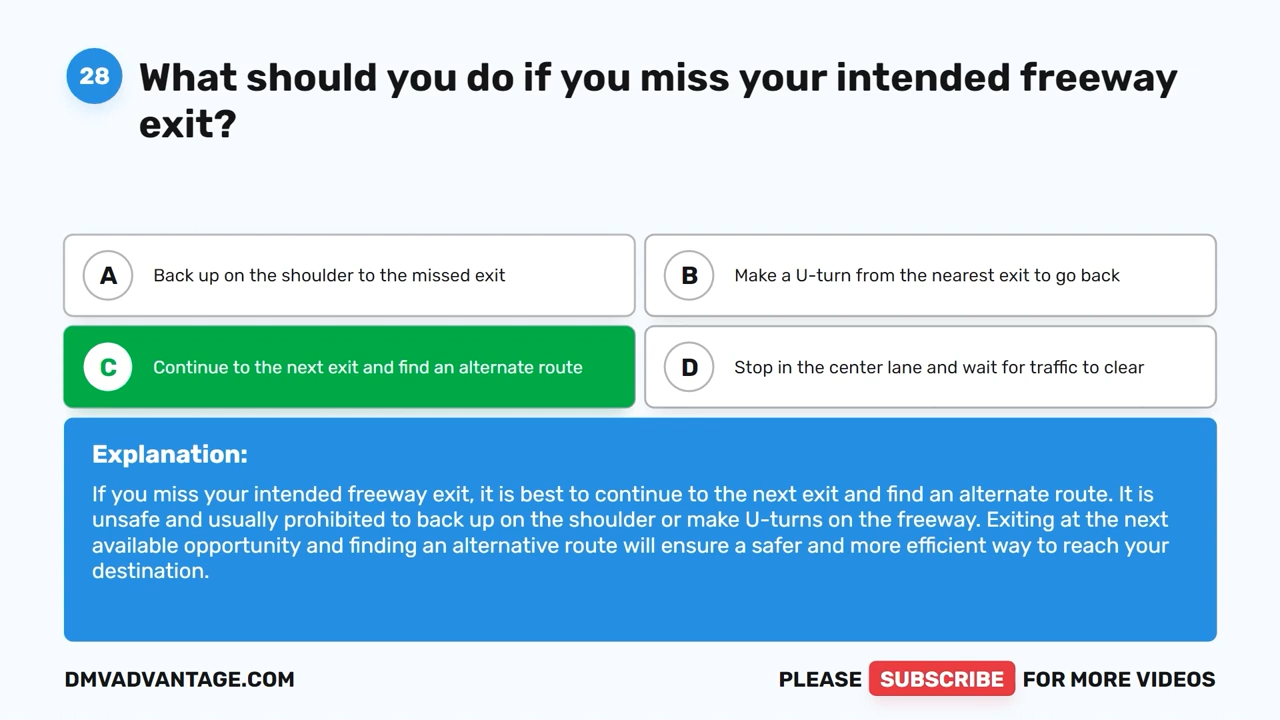 28
What should you do if you miss your intended freeway
exit?
A
Back up on the shoulder to the missed exit
B
Make a U-turn from the nearest exit to go back
C
Continue to the next exit and find an alternate route
D
Stop in the center lane and wait for traffic to clear
Explanation:
If you miss your intended freeway exit, it is best to continue to the next exit and find an alternate route. It is
unsafe and usually prohibited to back up on the shoulder or make U-turns on the freeway. Exiting at the next
available opportunity and finding an alternative route will ensure a safer and more efficient way to reach your
destination.
DMVADVANTAGE.COM
PLEASE SUBSCRIBE FOR MORE VIDEOS